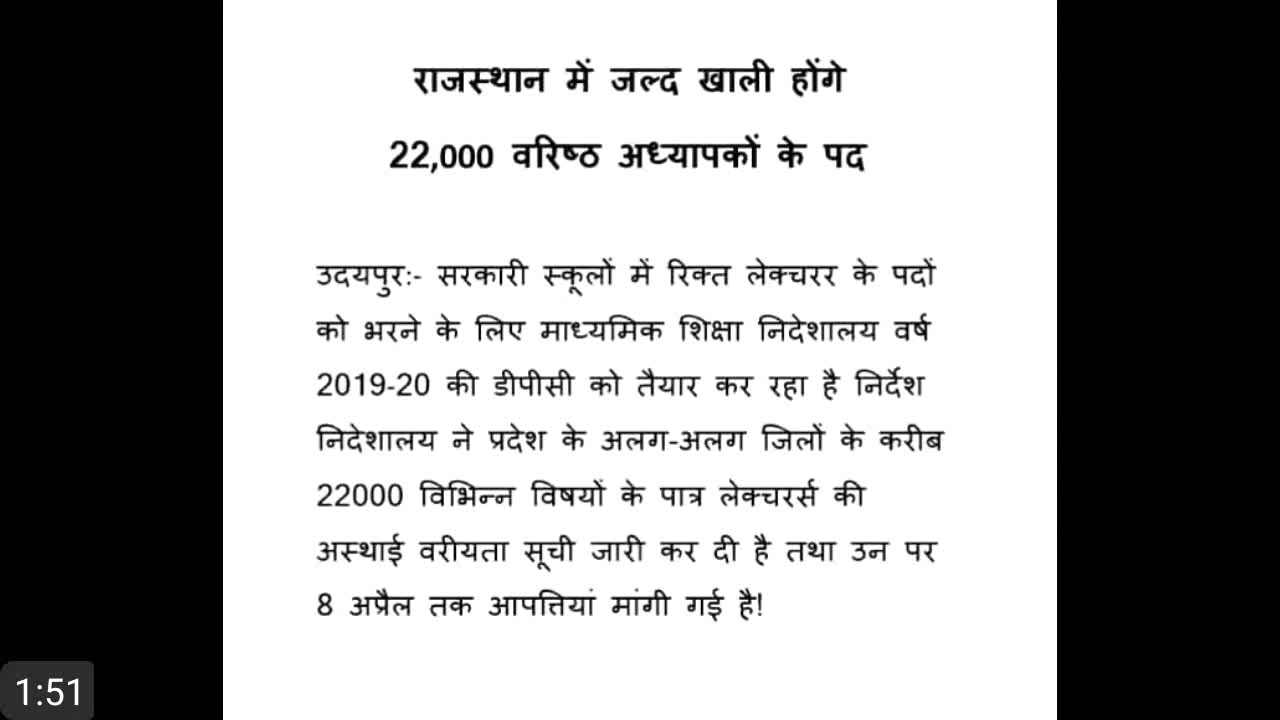 राजस्थान में जल्द खाली होंगे
22,000 वरिष्ठ अध्यापकों के पद
उदयपुर:- सरकारी स्कूलों में रिक्त लेक्चरर के पदों
को भरने के लिए माध्यमिक शिक्षा निदेशालय वर्ष
2019-20 की डीपीसी को तैयार कर रहा है निर्देश
निदेशालय ने प्रदेश के अलग-अलग जिलों के करीब
22000 विभिन्न विषयों के पात्र लेक्चरर्स की
अस्थाई वरीयता सूची जारी कर दी है तथा उन पर
8 अप्रैल तक आपत्तियां मांगी गई है!
1:51